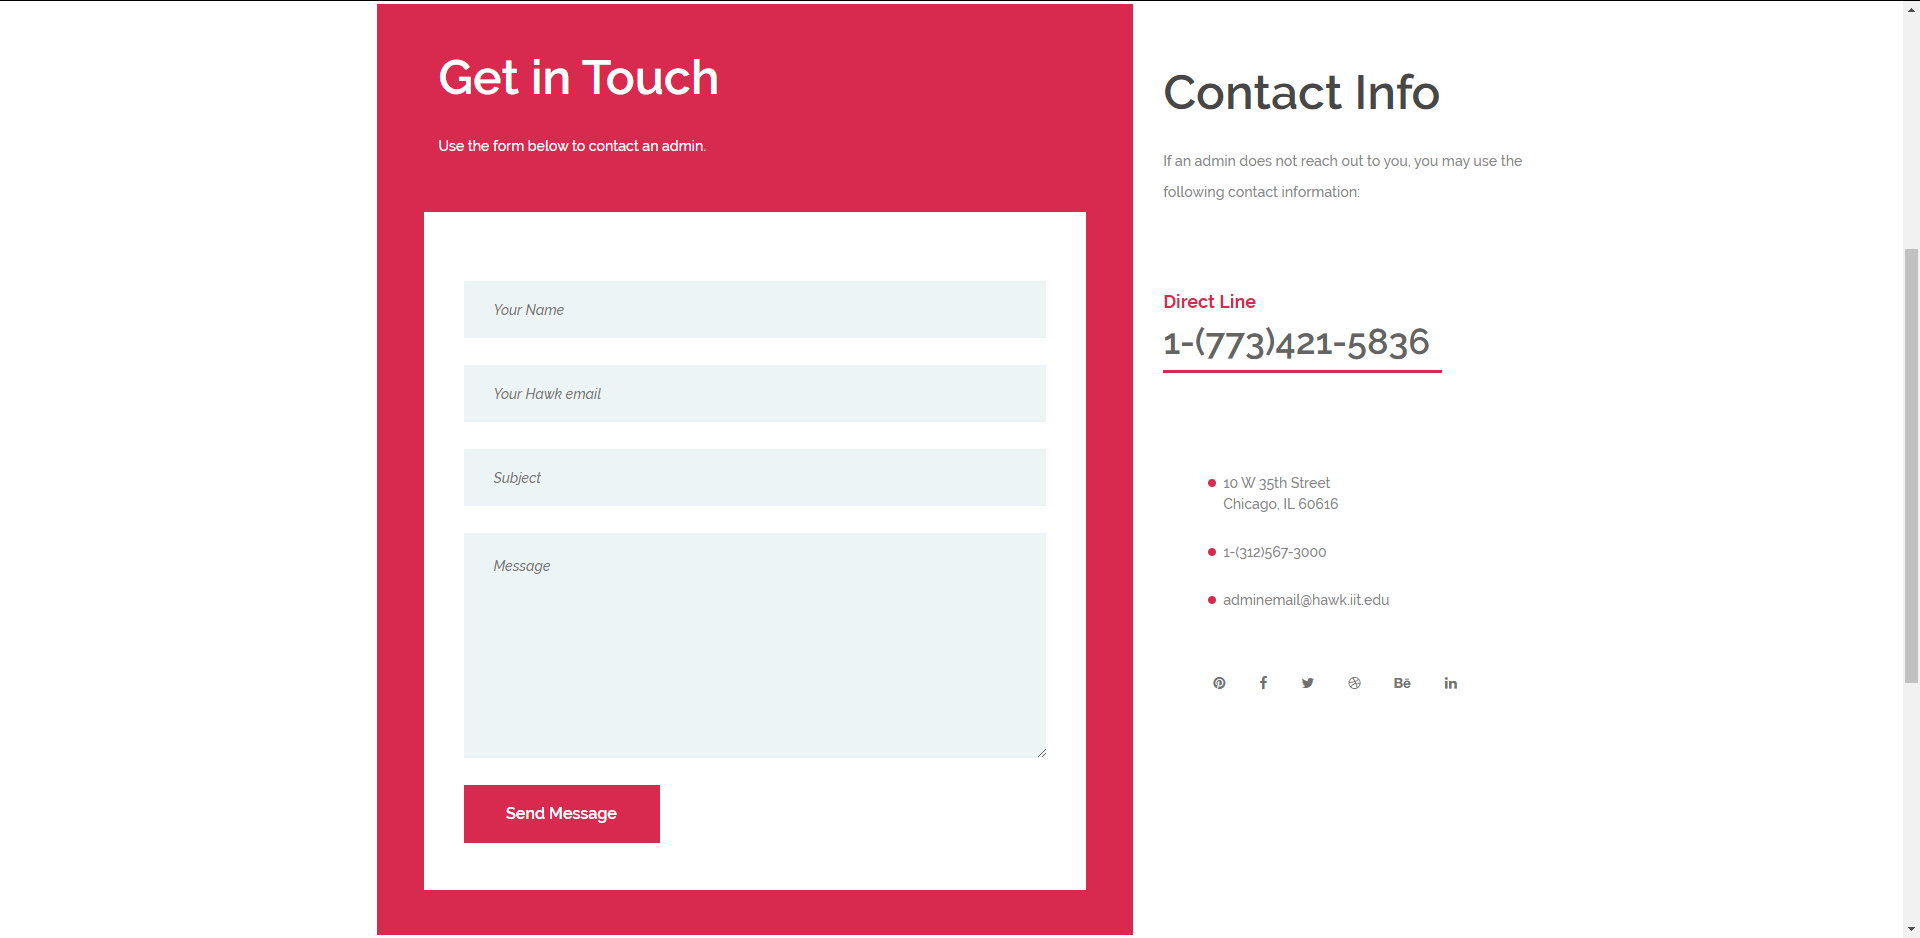 Get in Touch
Use the form below to contact an admin.
Your Name
Your Hawk email
Subject
Message
Send Message
Contact Info
If an admin does not reach out to you, you may use the
following contact information:
Direct Line
1-(773)421-5836
10 W 35th Street
Chicago, IL 60616
1-(312)567-3000
adminemail@hawk.iit.edu